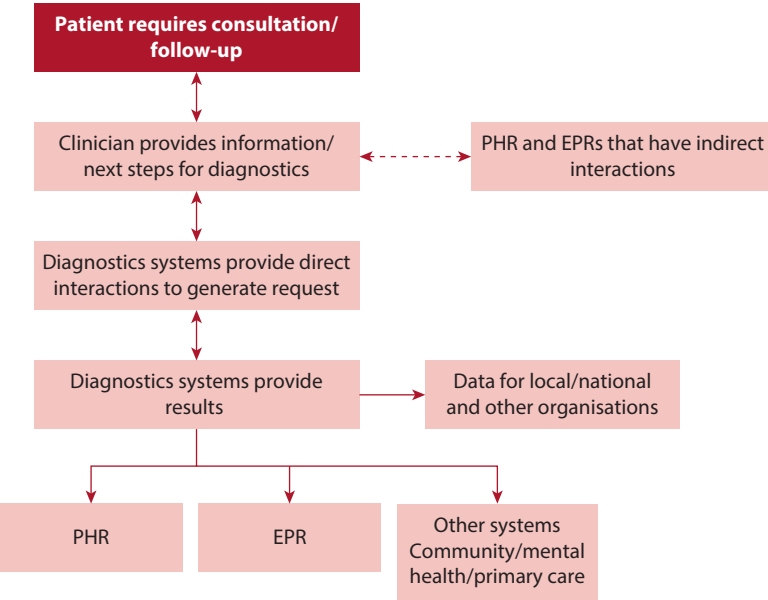 Patient requires consultation/
follow-up
Clinician provides information/
next steps for diagnostics
PHR and EPRs that have indirect
interactions
Diagnostics systems provide direct
interactions to generate request
Diagnostics systems provide
results
Data for local/national
and other organisations
PHR
EPR
Other systems
Community/mental
health/primary care